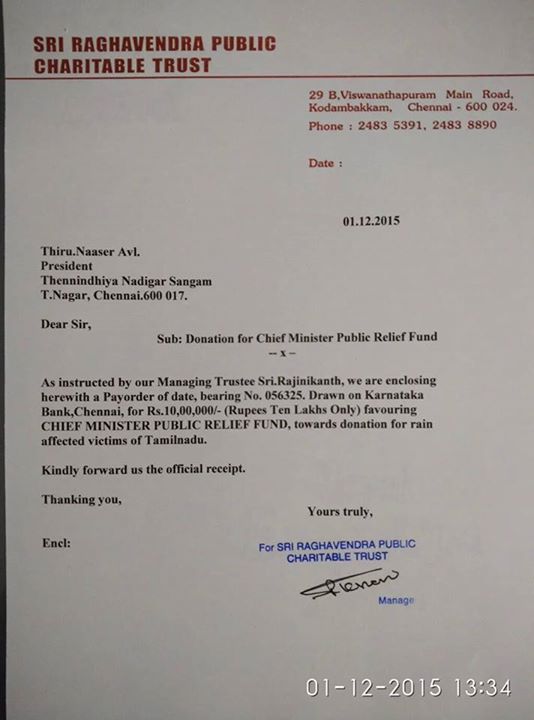 SRI RAGHAVENDRA PUBLIC
CHARITABLE TRUST
29 B,Viswanathapuram Main Road,
Kodambakkam, Chennai - 600 024.
Phone : 2483 5391, 2483 8890
Date :
01.12.2015
Thiru.Naaser Avl.
President
Thennindhiya Nadigar Sangam
T.Nagar, Chennai.600 017.
Dear Sir,
Sub: Donation for Chief Minister Public Relief Fund
-- x --
As instructed by our Managing Trustee Sri.Rajinikanth, we are enclosing
herewith a Payorder of date, bearing No. 056325. Drawn on Karnataka
Bank,Chennai, for Rs.10,00,000/- (Rupees Ten Lakhs Only) favouring
CHIEF MINISTER PUBLIC RELIEF FUND, towards donation for rain
affected victims of Tamilnadu.
Kindly forward us the official receipt.
Thanking you,
Yours truly,
Encl:
For SRI RAGHAVENDRA PUBLIC
CHARITABLE TRUST
Manage
01-12-2015 13:34